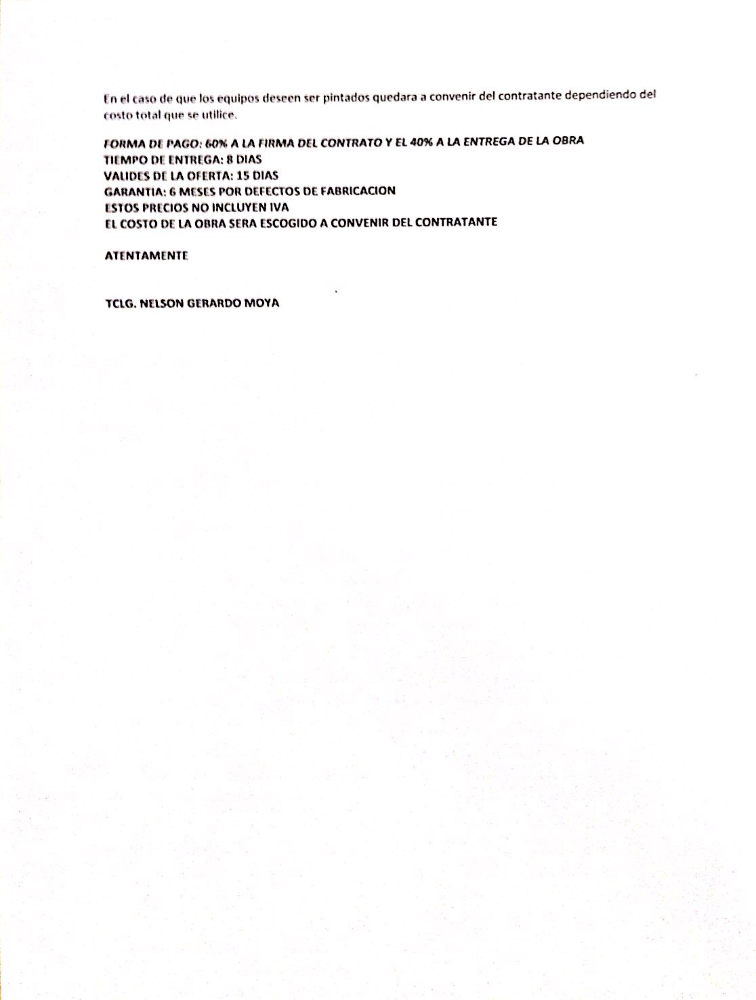 En el caso de que los equipos deseen ser pintados quedara a convenir del contratante dependiendo del
costo total que se utilice.
FORMA DE PAGO: 60% A LA FIRMA DEL CONTRATO Y EL 40% A LA ENTREGA DE LA OBRA
TIEMPO DE ENTREGA: 8 DIAS
VALIDES DE LA OFERTA: 15 DIAS
GARANTIA: 6 MESES POR DEFECTOS DE FABRICACION
ESTOS PRECIOS NO INCLUYEN IVA
EL COSTO DE LA OBRA SERA ESCOGIDO A CONVENIR DEL CONTRATANTE
ATENTAMENTE
TCLG. NELSON GERARDO MOYA